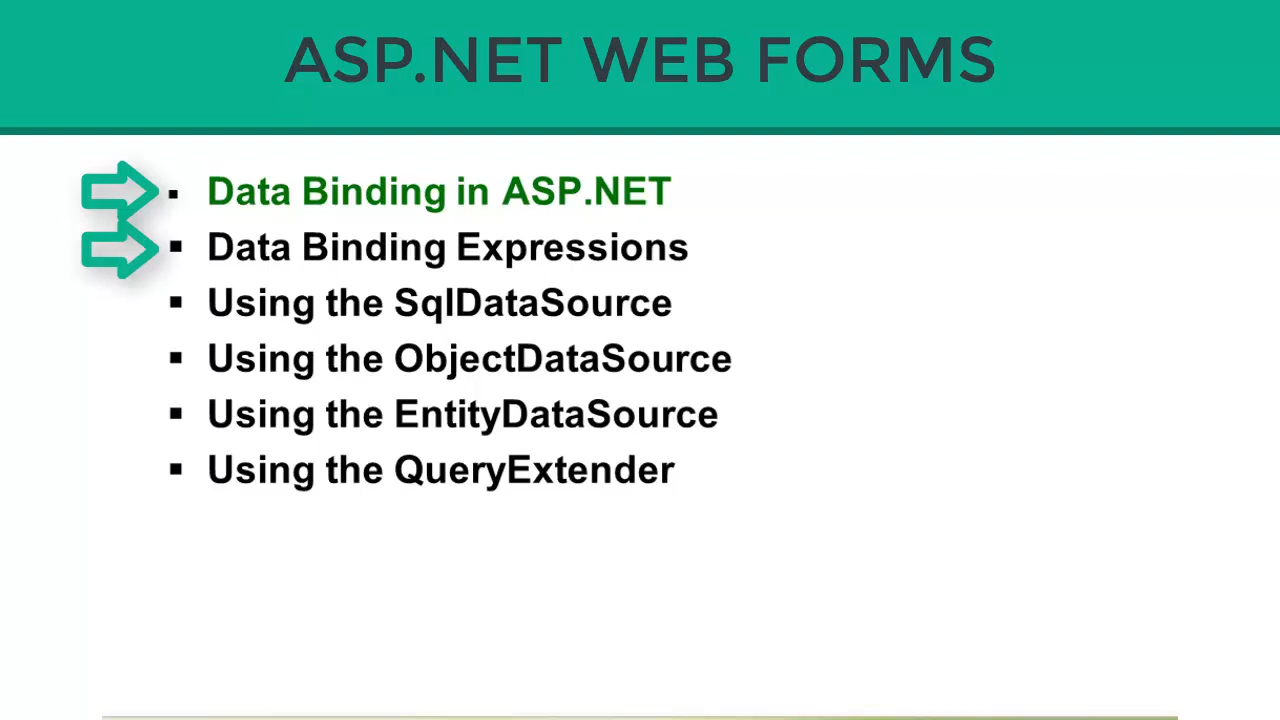 ASP.NET WEB FORMS
▪ Data Binding in ASP.NET
▪ Data Binding Expressions
▪ Using the SqlDataSource
▪ Using the ObjectDataSource
▪ Using the EntityDataSource
▪ Using the QueryExtender